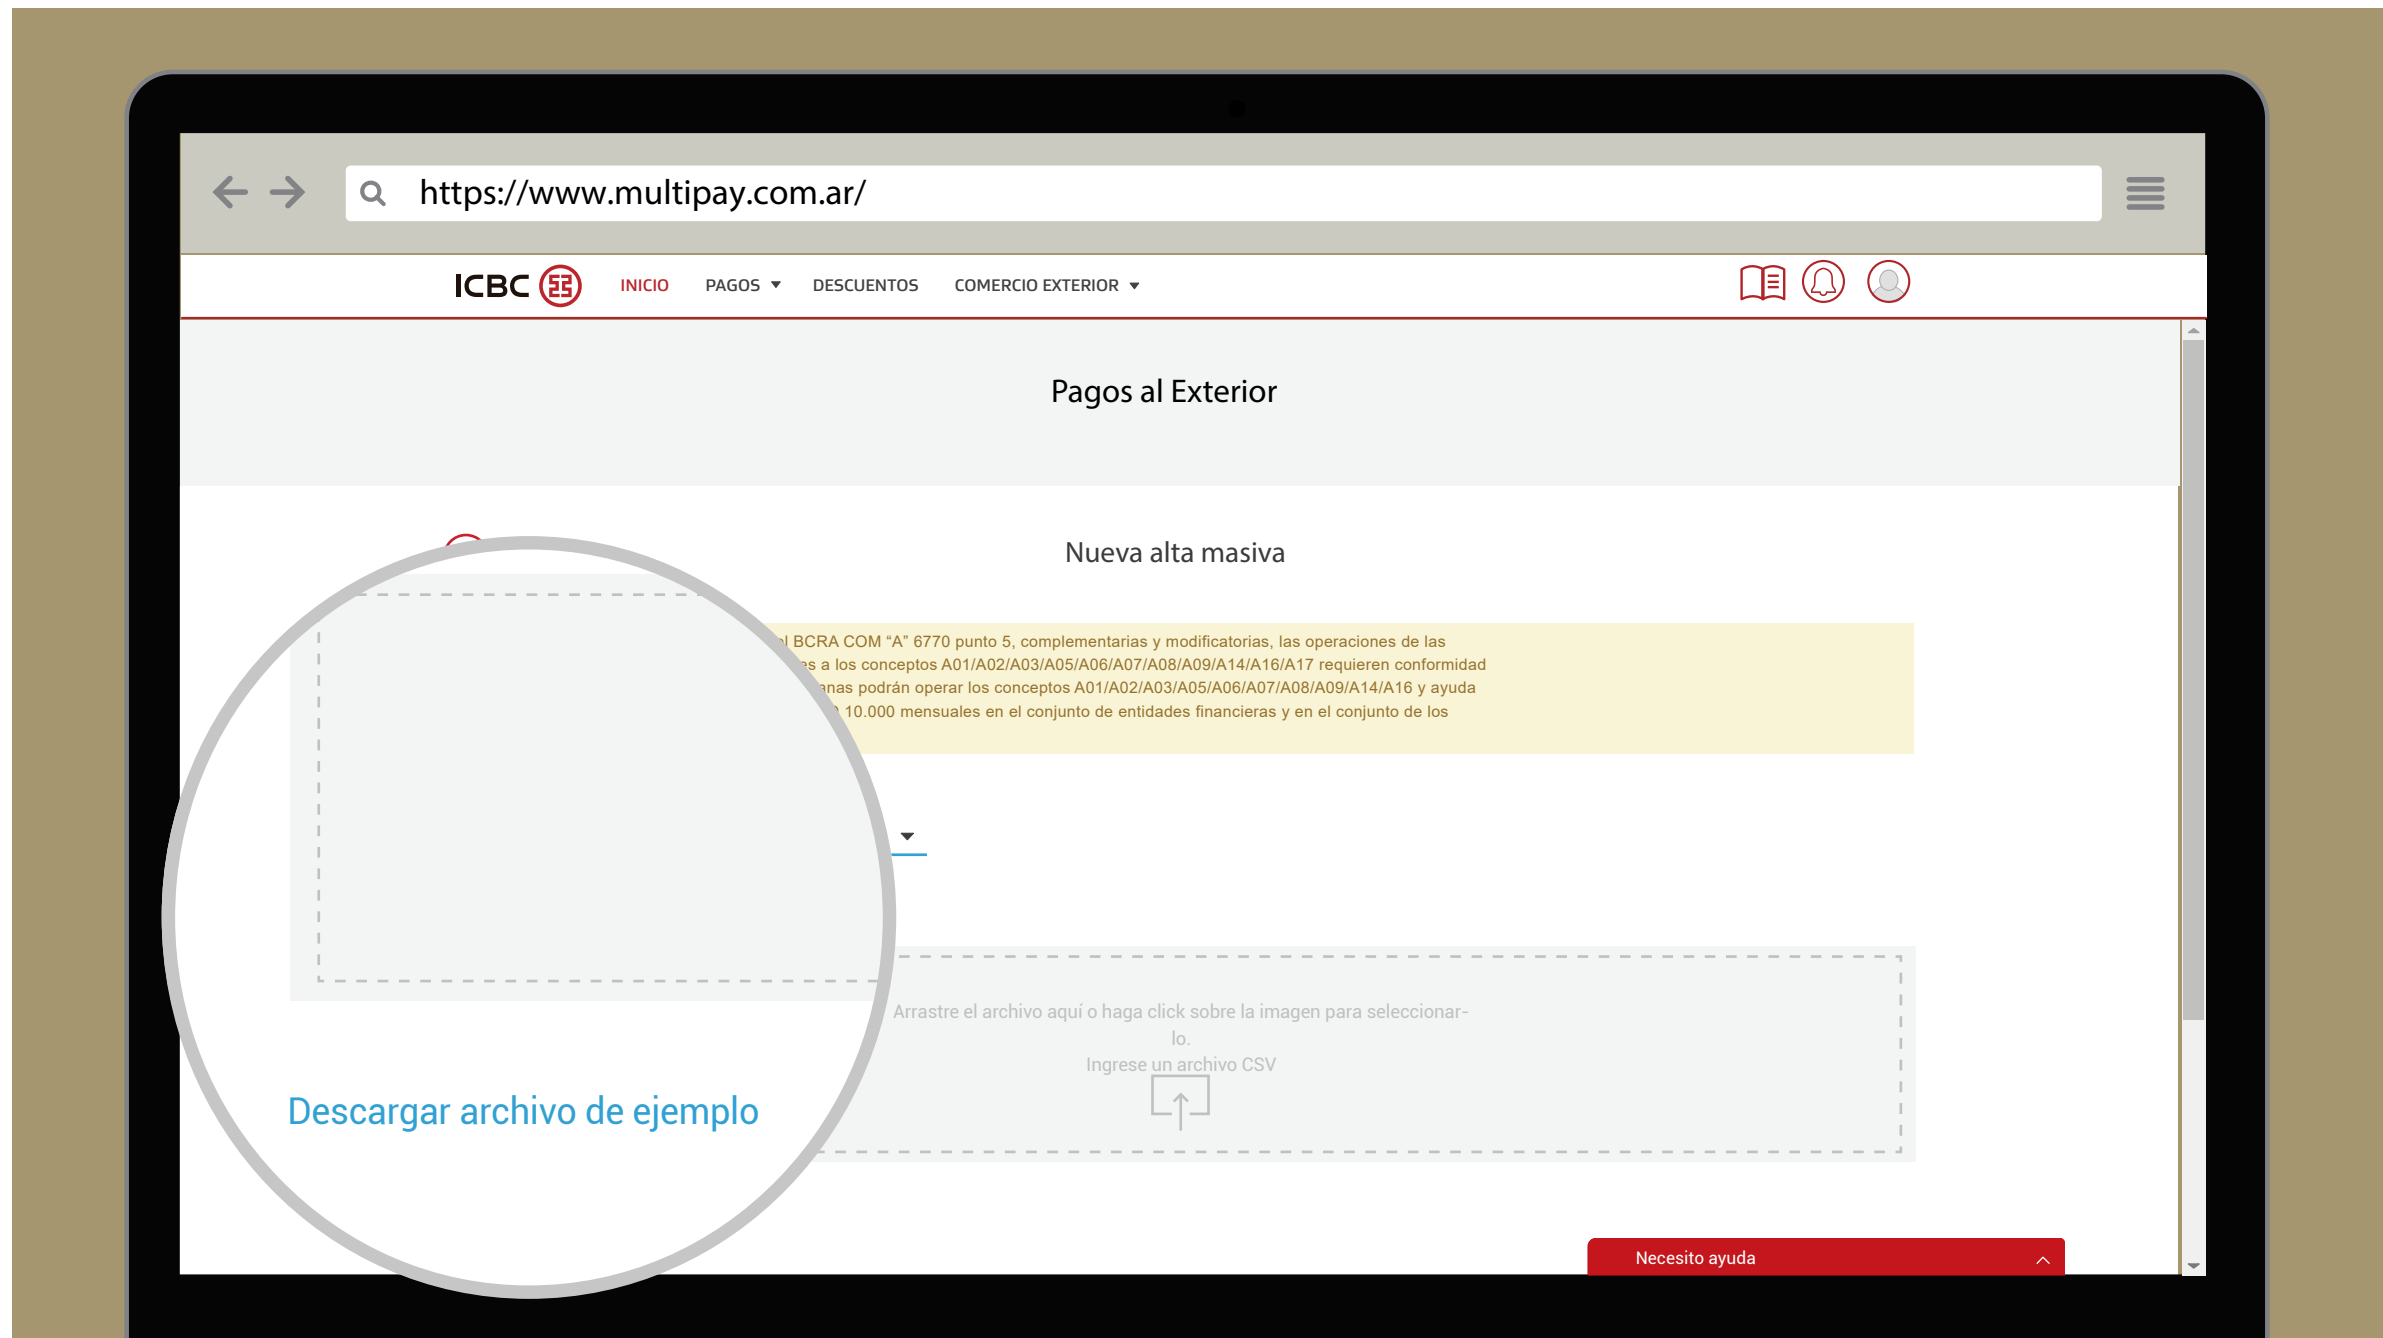 https://www.multipay.com.ar/
ICBC INICIO PAGOS DESCUENTOS COMERCIO EXTERIOR
Pagos al Exterior
Nueva alta masiva
BCRA COM “A” 6770 punto 5, complementarias y modificatorias, las operaciones de las
a los conceptos A01/A02/A03/A05/A06/A07/A08/A09/A14/A16/A17 requieren conformidad
podrán operar los conceptos A01/A02/A03/A05/A06/A07/A08/A09/A14/A16 y ayuda
10.000 mensuales en el conjunto de entidades financieras y en el conjunto de los
Arrastre el archivo aquí o haga click sobre la imagen para seleccionar-
lo.
Ingrese un archivo CSV
Descargar archivo de ejemplo
Necesito ayuda